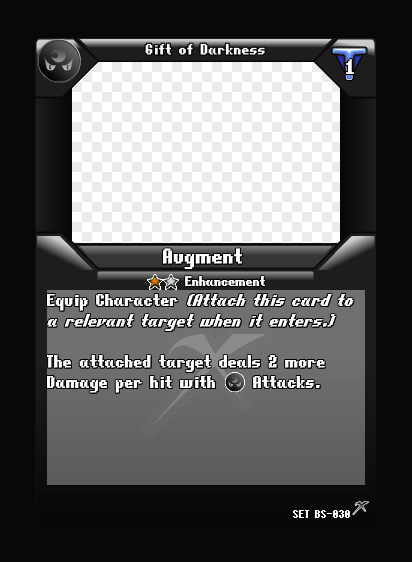 Gift of Darkness
1
Augment
Enhancement
Equip Character (Attach this card to
a relevant target when it enters.)
The attached target deals 2 more
Damage per hit with Attacks.
SET BS-030